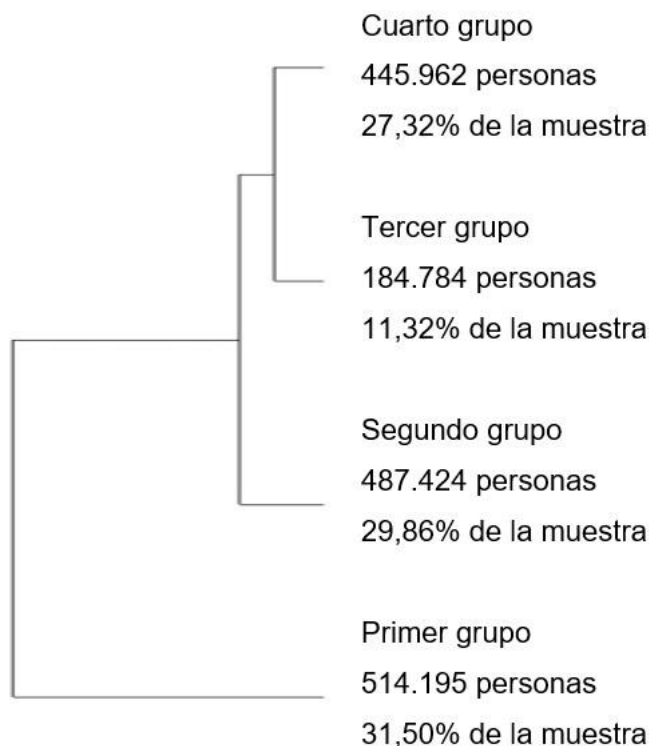 Cuarto grupo
445.962 personas
27,32% de la muestra
Tercer grupo
184.784 personas
11,32% de la muestra
Segundo grupo
487.424 personas
29,86% de la muestra
Primer grupo
514.195 personas
31,50% de la muestra